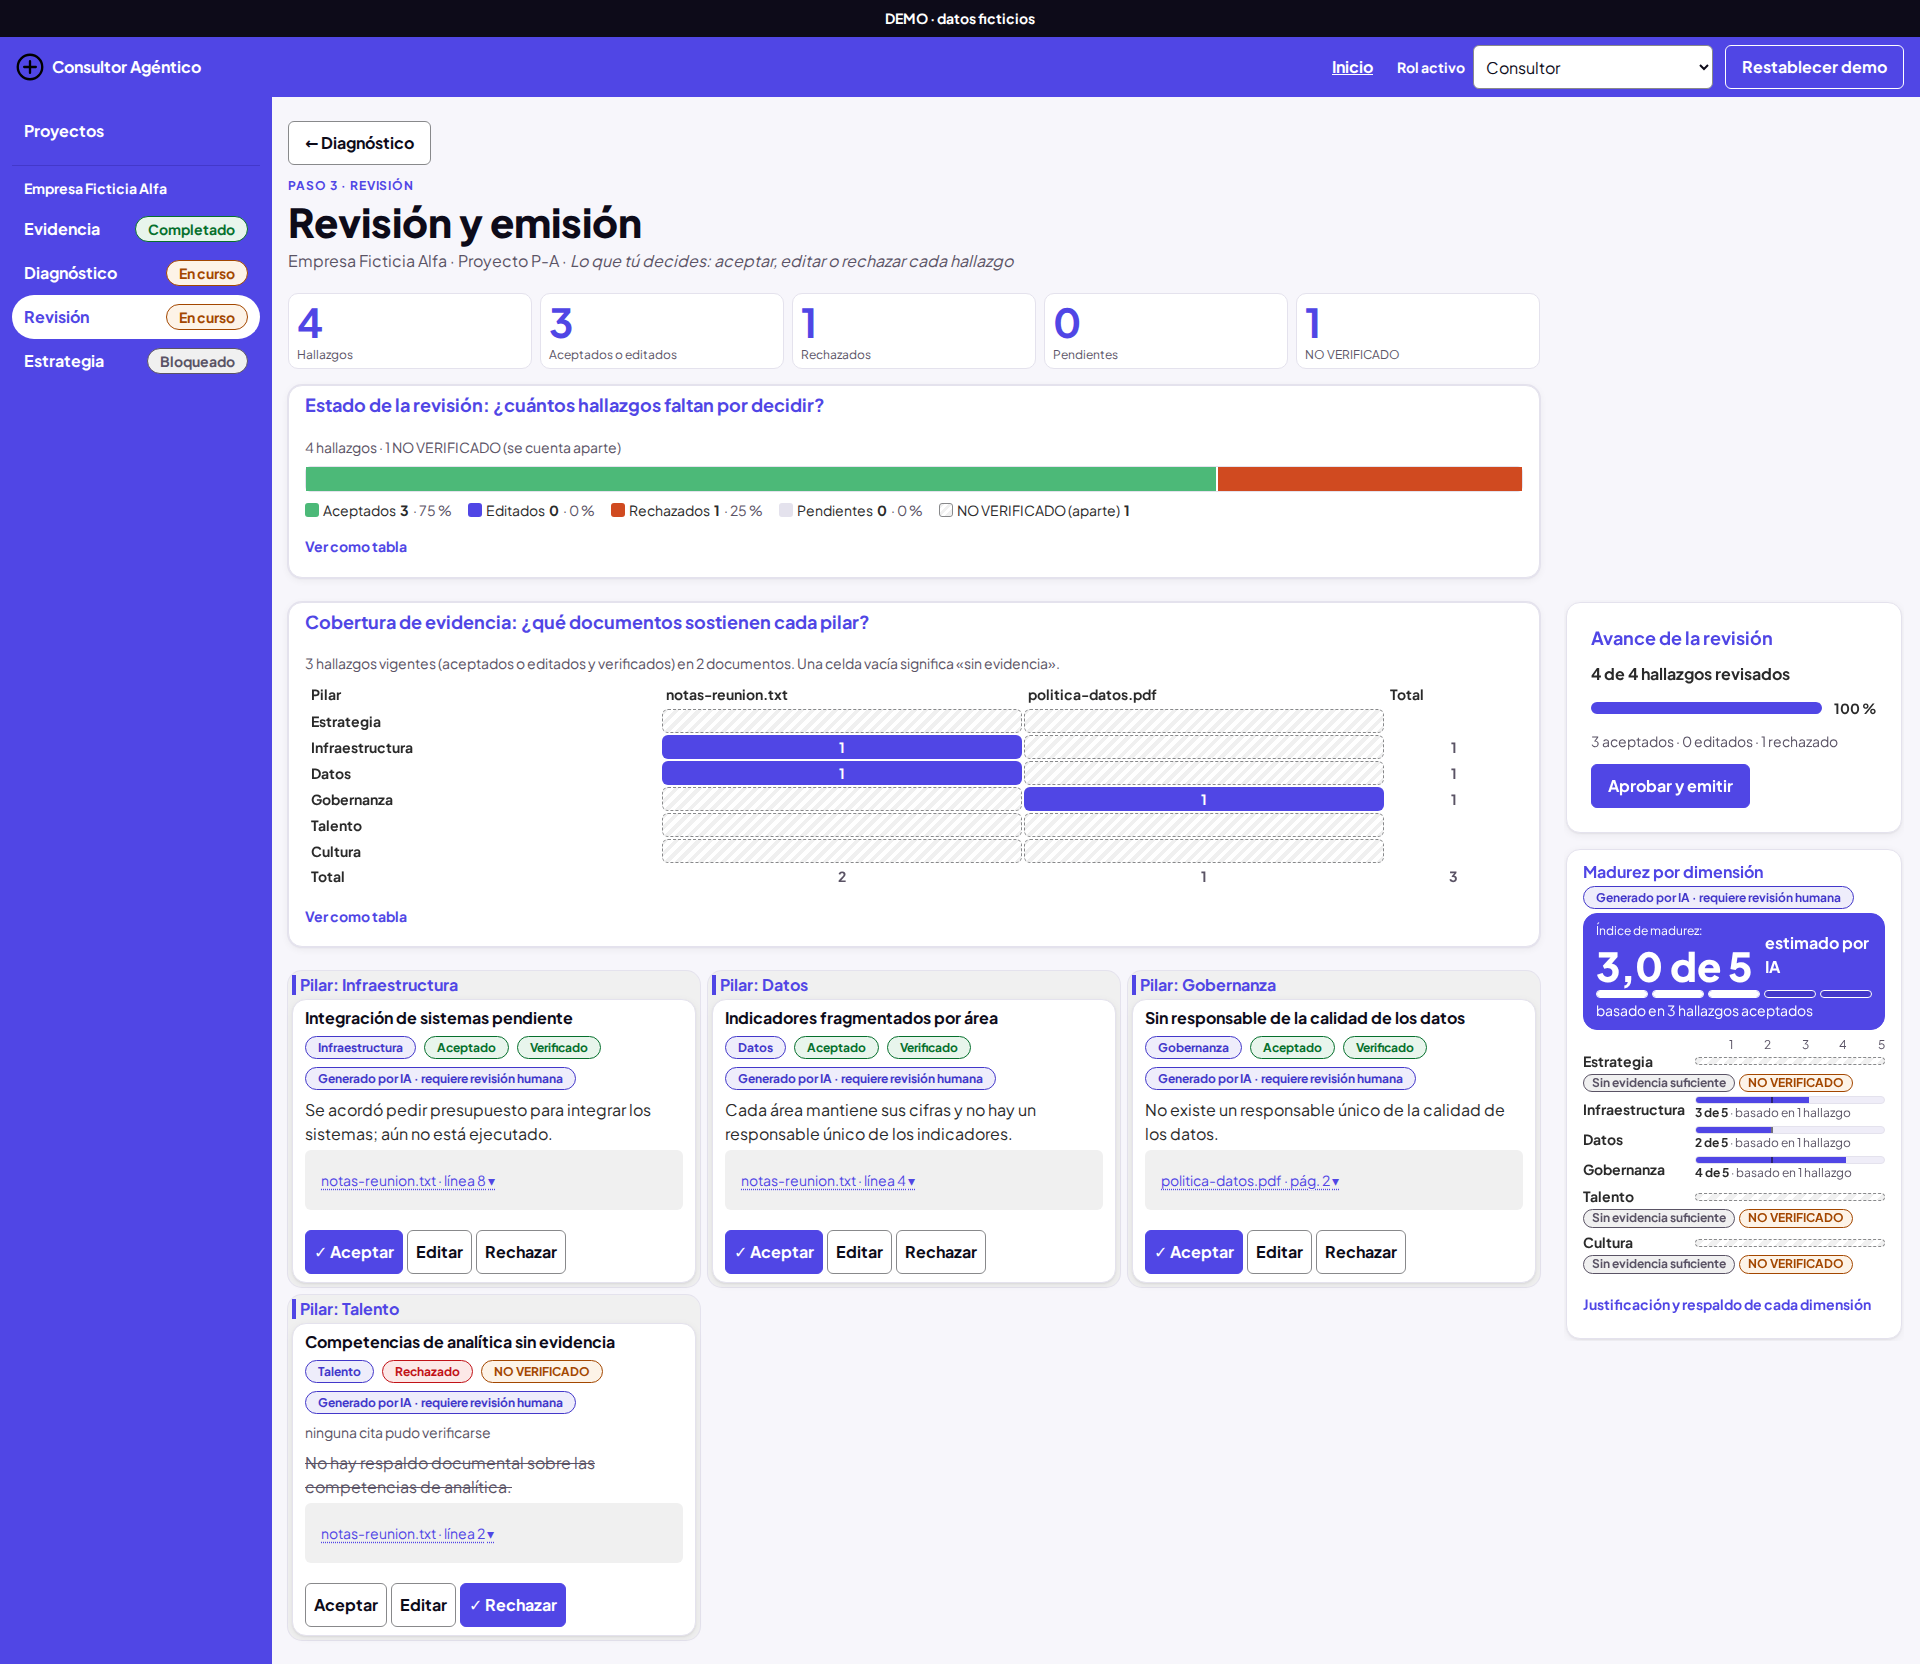 DEMO · datos ficticios
Consultor Agéntico
Inicio
Rol activo
Consultor
Restablecer demo
Proyectos
Empresa Ficticia Alfa
Evidencia Completado
Diagnóstico En curso
Revisión En curso
Estrategia Bloqueado
← Diagnóstico
PASO 3 · REVISIÓN
Revisión y emisión
Empresa Ficticia Alfa · Proyecto P-A · Lo que tú decides: aceptar, editar o rechazar cada hallazgo
4
Hallazgos
3
Aceptados o editados
1
Rechazados
0
Pendientes
1
NO VERIFICADO
Estado de la revisión: ¿cuántos hallazgos faltan por decidir?
4 hallazgos · 1 NO VERIFICADO (se cuenta aparte)
Aceptados 3 · 75 % Editados 0 · 0 % Rechazados 1 · 25 % Pendientes 0 · 0 % NO VERIFICADO (aparte) 1
Ver como tabla
Cobertura de evidencia: ¿qué documentos sostienen cada pilar?
3 hallazgos vigentes (aceptados o editados y verificados) en 2 documentos. Una celda vacía significa «sin evidencia».
Pilar notas-reunion.txt politica-datos.pdf Total
Estrategia
Infraestructura 1 1
Datos 1 1
Gobernanza 1 1
Talento
Cultura
Total 2 1 3
Ver como tabla
Avance de la revisión
4 de 4 hallazgos revisados
100 %
3 aceptados · 0 editados · 1 rechazado
Aprobar y emitir
Madurez por dimensión
Generado por IA · requiere revisión humana
Índice de madurez:
3,0 de 5
estimado por
IA
basado en 3 hallazgos aceptados
1 2 3 4 5
Estrategia
Sin evidencia suficiente NO VERIFICADO
Infraestructura 3 de 5 · basado en 1 hallazgo
Datos 2 de 5 · basado en 1 hallazgo
Gobernanza 4 de 5 · basado en 1 hallazgo
Talento
Sin evidencia suficiente NO VERIFICADO
Cultura
Sin evidencia suficiente NO VERIFICADO
Justificación y respaldo de cada dimensión
Pilar: Infraestructura
Integración de sistemas pendiente
Infraestructura Aceptado Verificado
Generado por IA · requiere revisión humana
Se acordó pedir presupuesto para integrar los
sistemas; aún no está ejecutado.
notas-reunion.txt · línea 8 ▾
✓ Aceptar Editar Rechazar
Pilar: Datos
Indicadores fragmentados por área
Datos Aceptado Verificado
Generado por IA · requiere revisión humana
Cada área mantiene sus cifras y no hay un
responsable único de los indicadores.
notas-reunion.txt · línea 4 ▾
✓ Aceptar Editar Rechazar
Pilar: Gobernanza
Sin responsable de la calidad de los datos
Gobernanza Aceptado Verificado
Generado por IA · requiere revisión humana
No existe un responsable único de la calidad de
los datos.
politica-datos.pdf · pág. 2 ▾
✓ Aceptar Editar Rechazar
Pilar: Talento
Competencias de analítica sin evidencia
Talento Rechazado NO VERIFICADO
Generado por IA · requiere revisión humana
ninguna cita pudo verificarse
No hay respaldo documental sobre las
competencias de analítica.
notas-reunion.txt · línea 2 ▾
Aceptar Editar ✓ Rechazar